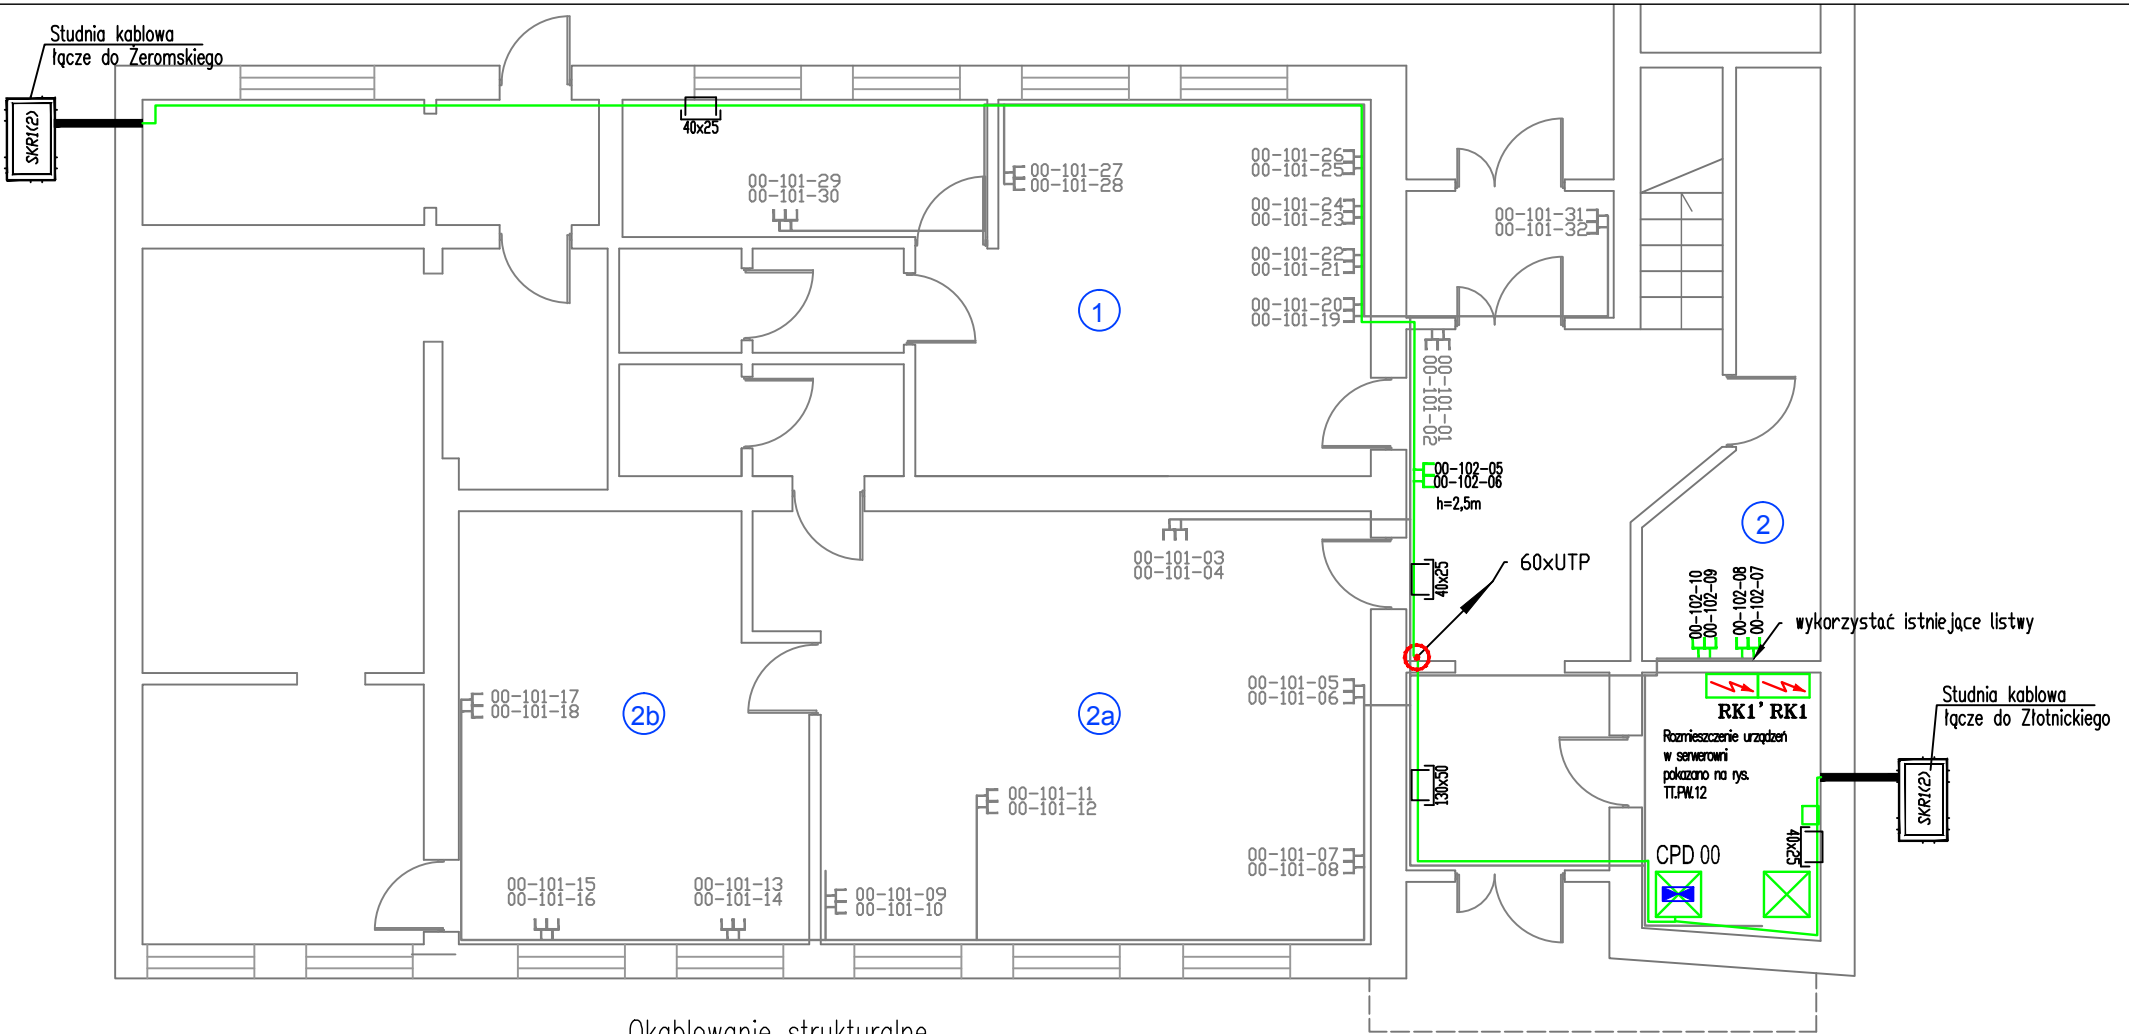 Studnia kablowa
łącze do Żeromskiego
SKR1(2)
40x25
00-101-29
00-101-30
00-101-27
00-101-28
00-101-26
00-101-25
00-101-24
00-101-23
00-101-22
00-101-21
00-101-20
00-101-19
00-101-31
00-101-32
1
00-101-01
00-101-02
00-102-05
00-102-06
h=2,5m
2
00-101-03
00-101-04
40x25
60xUTP
00-102-10
00-102-09
00-102-08
00-102-07
wykorzystać istniejące listwy
00-101-17
00-101-18
2b
2a
00-101-05
00-101-06
RK1' RK1
Rozmieszczenie urządzeń
w serwerowni
pokazano na rys.
TT.PW.12
Studnia kablowa
łącze do Złotnickiego
SKR1(2)
130x50
00-101-11
00-101-12
40x25
CPD 00
00-101-07
00-101-08
00-101-15
00-101-16
00-101-13
00-101-14
00-101-09
00-101-10
Okablowanie strukturalne